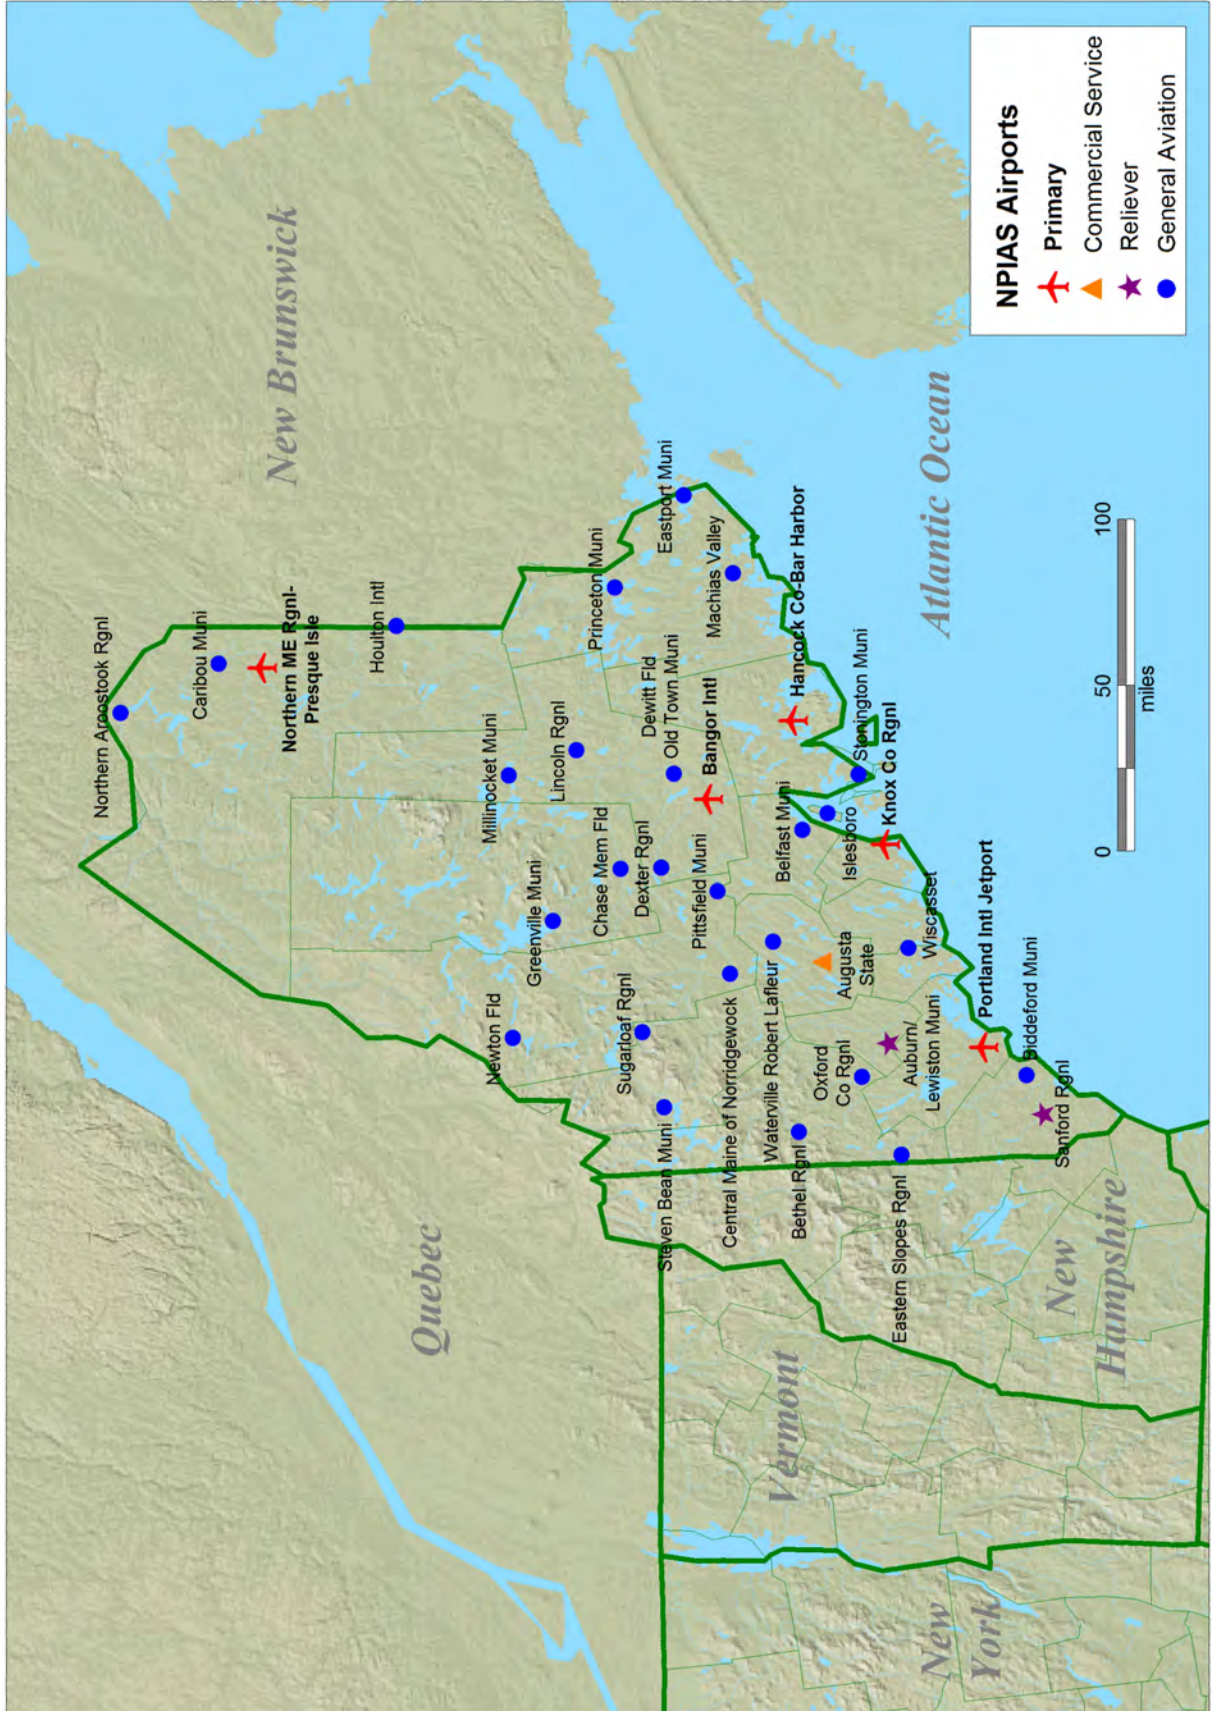 Northern Aroostook Rgnl
Caribou Muni
Northern ME Rgnl-
Presque Isle
Houlton Intl
New Brunswick
Quebec
Millinocket Muni
Newton Fld
Greenville Muni
Lincoln Rgnl
Chase Mem Fld
Princeton Muni
Sugarloaf Rgnl
Dexter Rgnl
Dewitt Fld
Old Town Muni
Eastport Muni
Steven Bean Muni
Pittsfield Muni
Bangor Intl
Machias Valley
Central Maine of Norridgewock
Waterville Robert Lafleur
Belfast Muni
Hancock Co-Bar Harbor
Bethel Rgnl
Oxford
Co Rgnl
Augusta
State
Islesboro
Stonington Muni
Knox Co Rgnl
Eastern Slopes Rgnl
Auburn/
Lewiston Muni
Wiscasset
Portland Intl Jetport
Biddeford Muni
Sanford Rgnl
Vermont
New
York
New
Hampshire
Atlantic Ocean
0
50
100
miles
NPIAS Airports
Primary
Commercial Service
Reliever
General Aviation